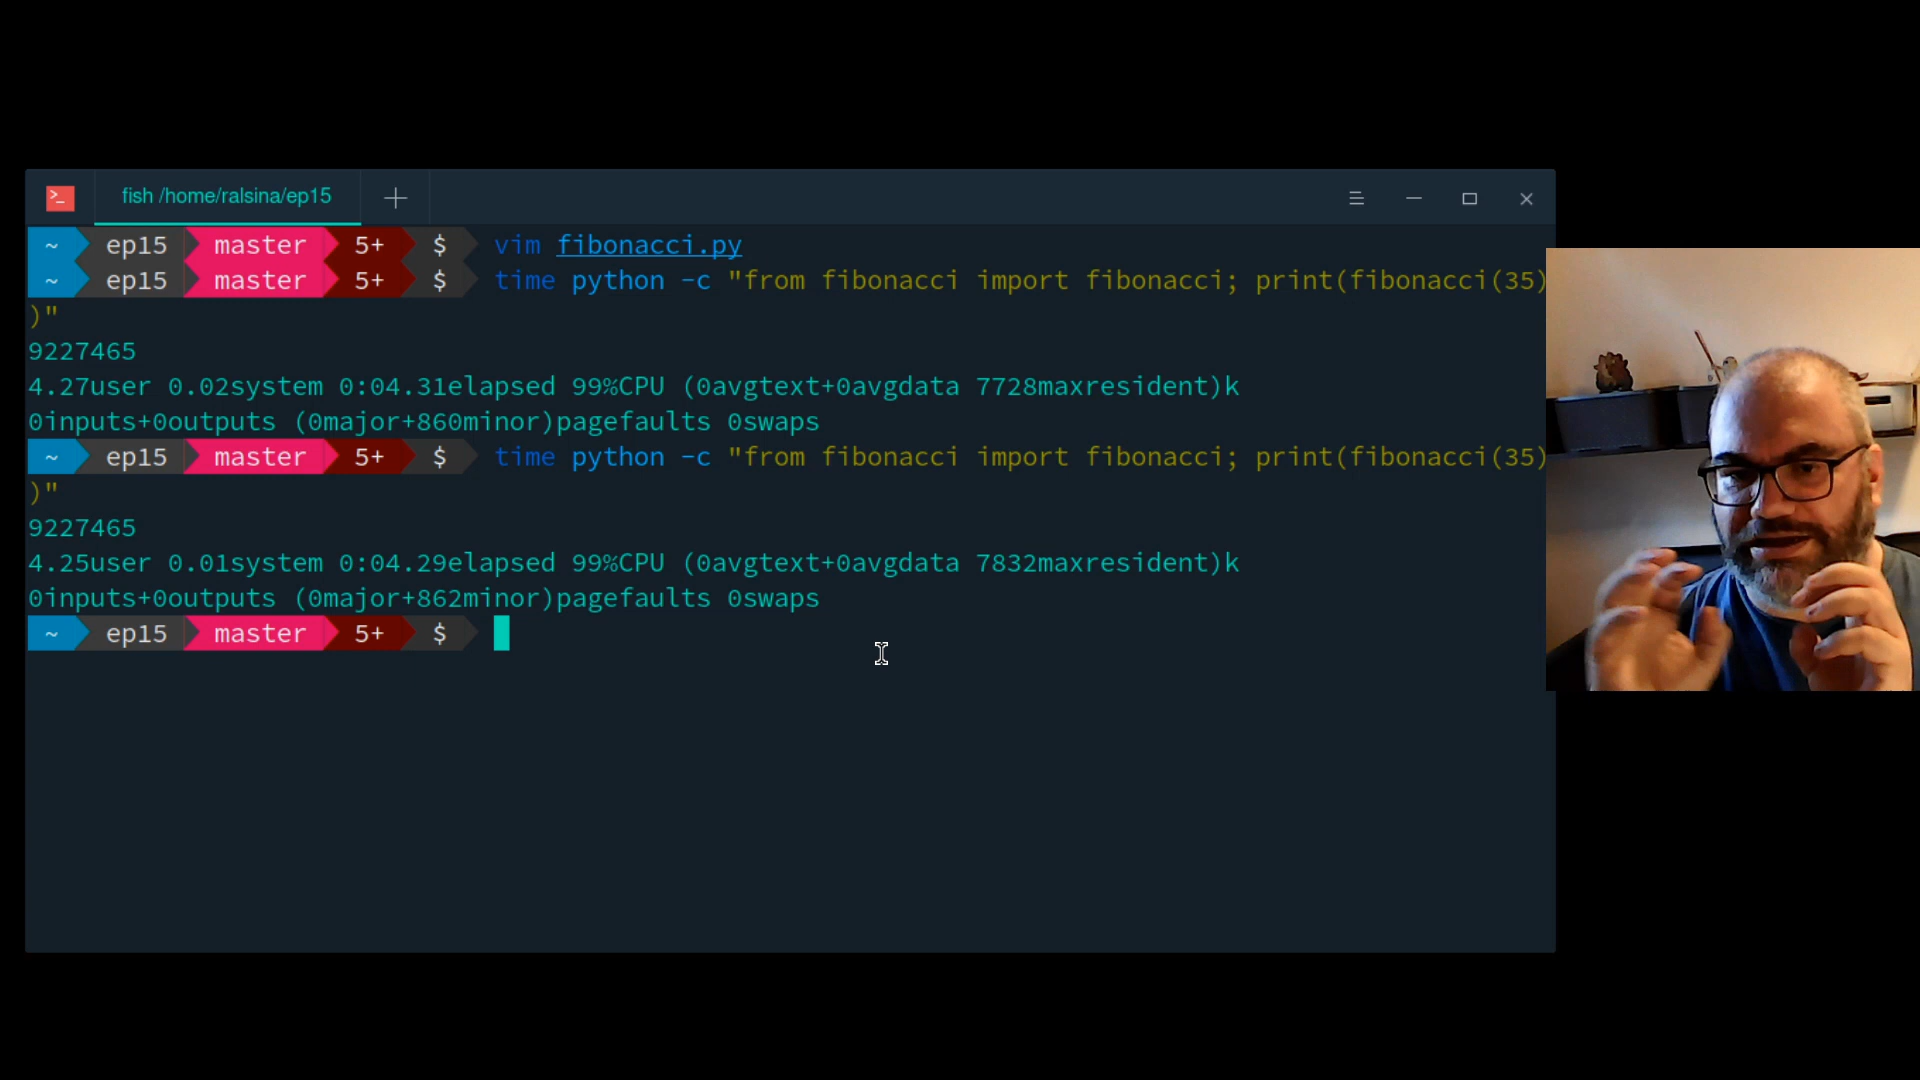 >_ fish /home/ralsina/ep15
~ ep15 master 5+ $ vim fibonacci.py
~ ep15 master 5+ $ time python -c "from fibonacci import fibonacci; print(fibonacci(35)
)"
9227465
4.27user 0.02system 0:04.31elapsed 99%CPU (0avgtext+0avgdata 7728maxresident)k
0inputs+0outputs (0major+860minor)pagefaults 0swaps
~ ep15 master 5+ $ time python -c "from fibonacci import fibonacci; print(fibonacci(35)
)"
9227465
4.25user 0.01system 0:04.29elapsed 99%CPU (0avgtext+0avgdata 7832maxresident)k
0inputs+0outputs (0major+862minor)pagefaults 0swaps
~ ep15 master 5+ $